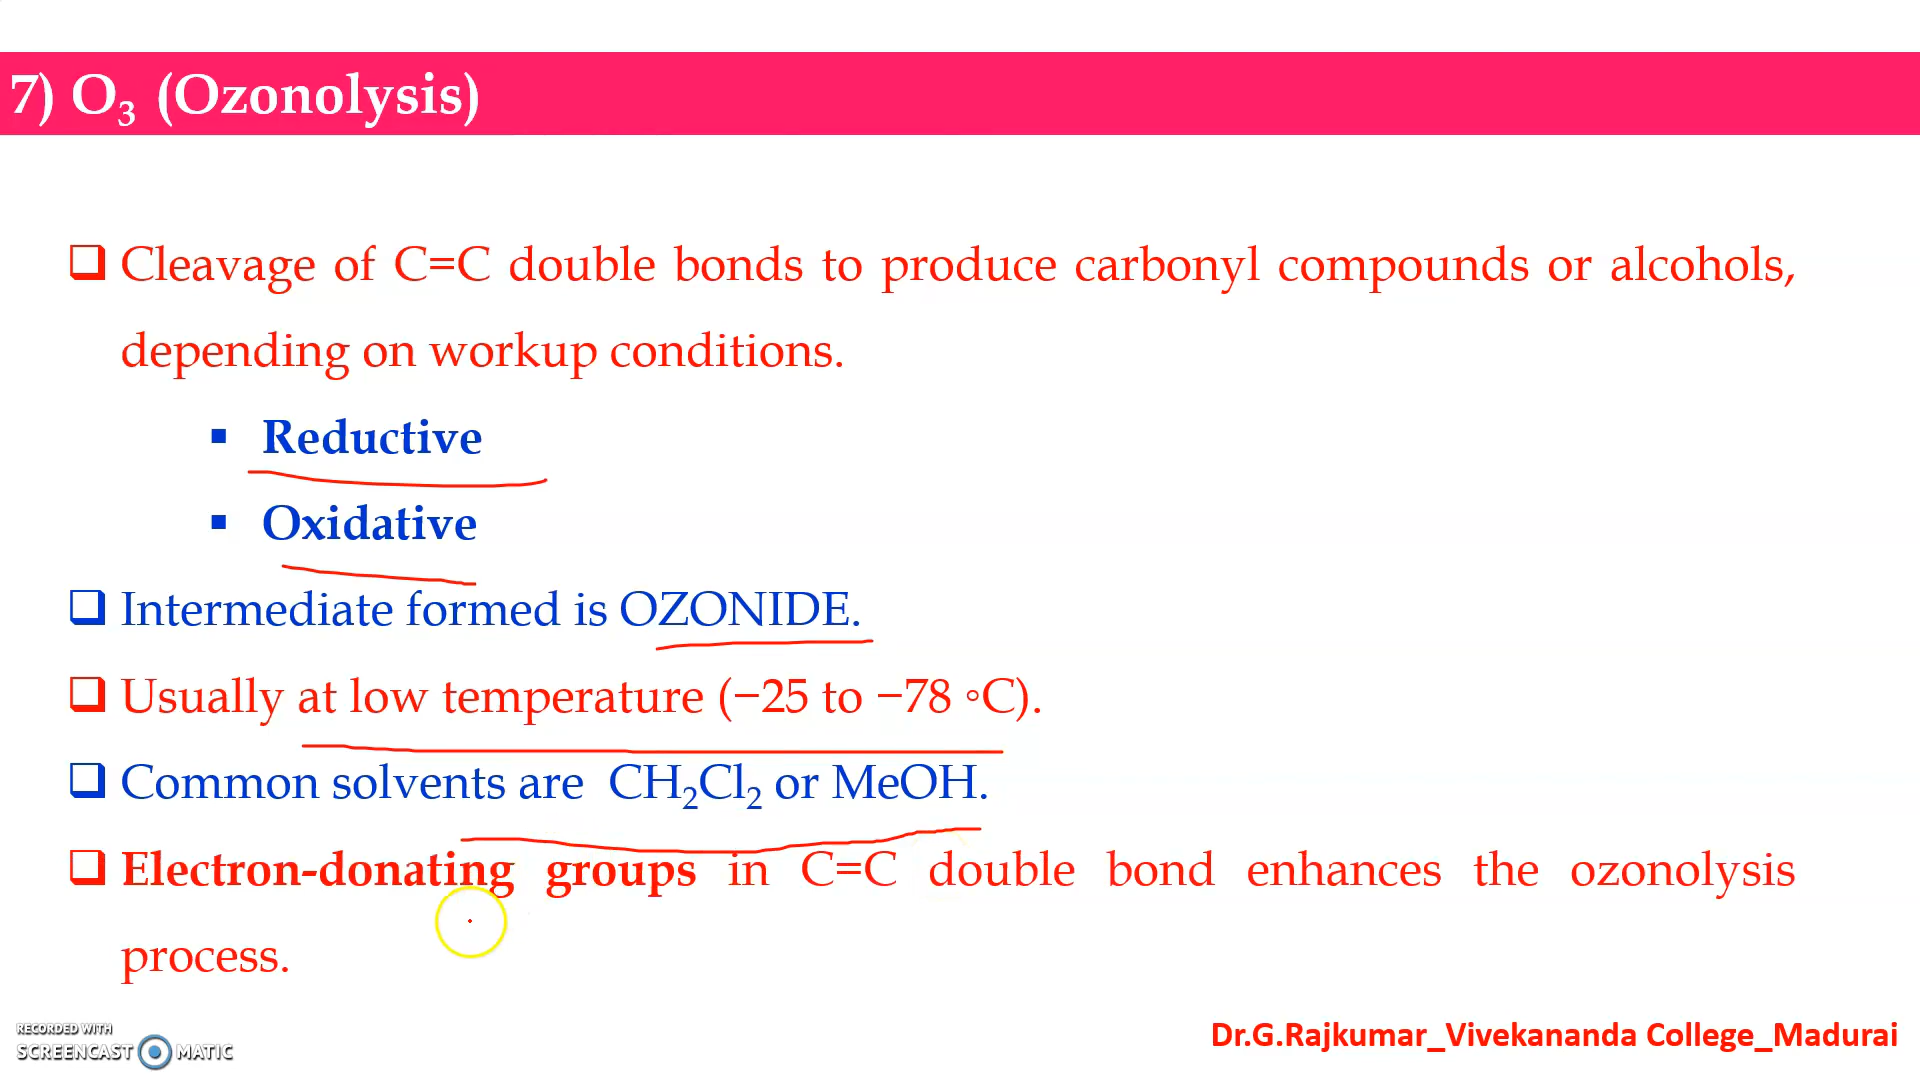 7) O₃ (Ozonolysis)
❑ Cleavage of C=C double bonds to produce carbonyl compounds or alcohols,
depending on workup conditions.
▪ Reductive
▪ Oxidative
❑ Intermediate formed is OZONIDE.
❑ Usually at low temperature (−25 to −78 ∘C).
❑ Common solvents are CH₂Cl₂ or MeOH.
❑ Electron-donating groups in C=C double bond enhances the ozonolysis
process.
RECORDED WITH
SCREENCAST MATIC
Dr.G.Rajkumar_Vivekananda College_Madurai